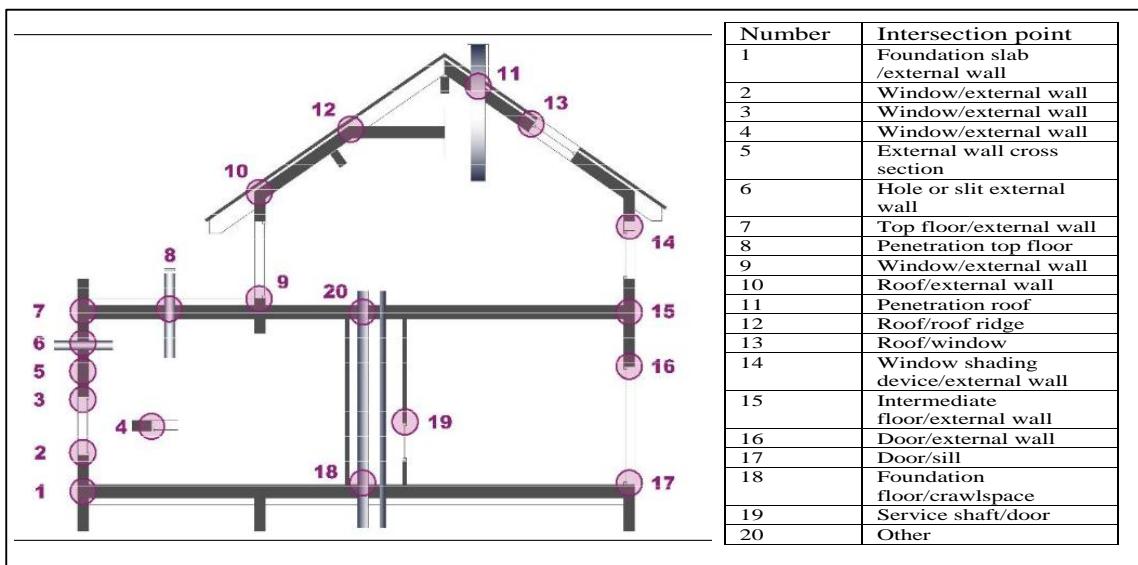 11
13
12
10
14
8
9
20
7
15
6
5
16
3
4
19
2
18
1
17
Number Intersection point
1 Foundation slab
/external wall
2 Window/external wall
3 Window/external wall
4 Window/external wall
5 External wall cross
section
6 Hole or slit external
wall
7 Top floor/external wall
8 Penetration top floor
9 Window/external wall
10 Roof/external wall
11 Penetration roof
12 Roof/roof ridge
13 Roof/window
14 Window shading
device/external wall
15 Intermediate
floor/external wall
16 Door/external wall
17 Door/sill
18 Foundation
floor/crawlspace
19 Service shaft/door
20 Other